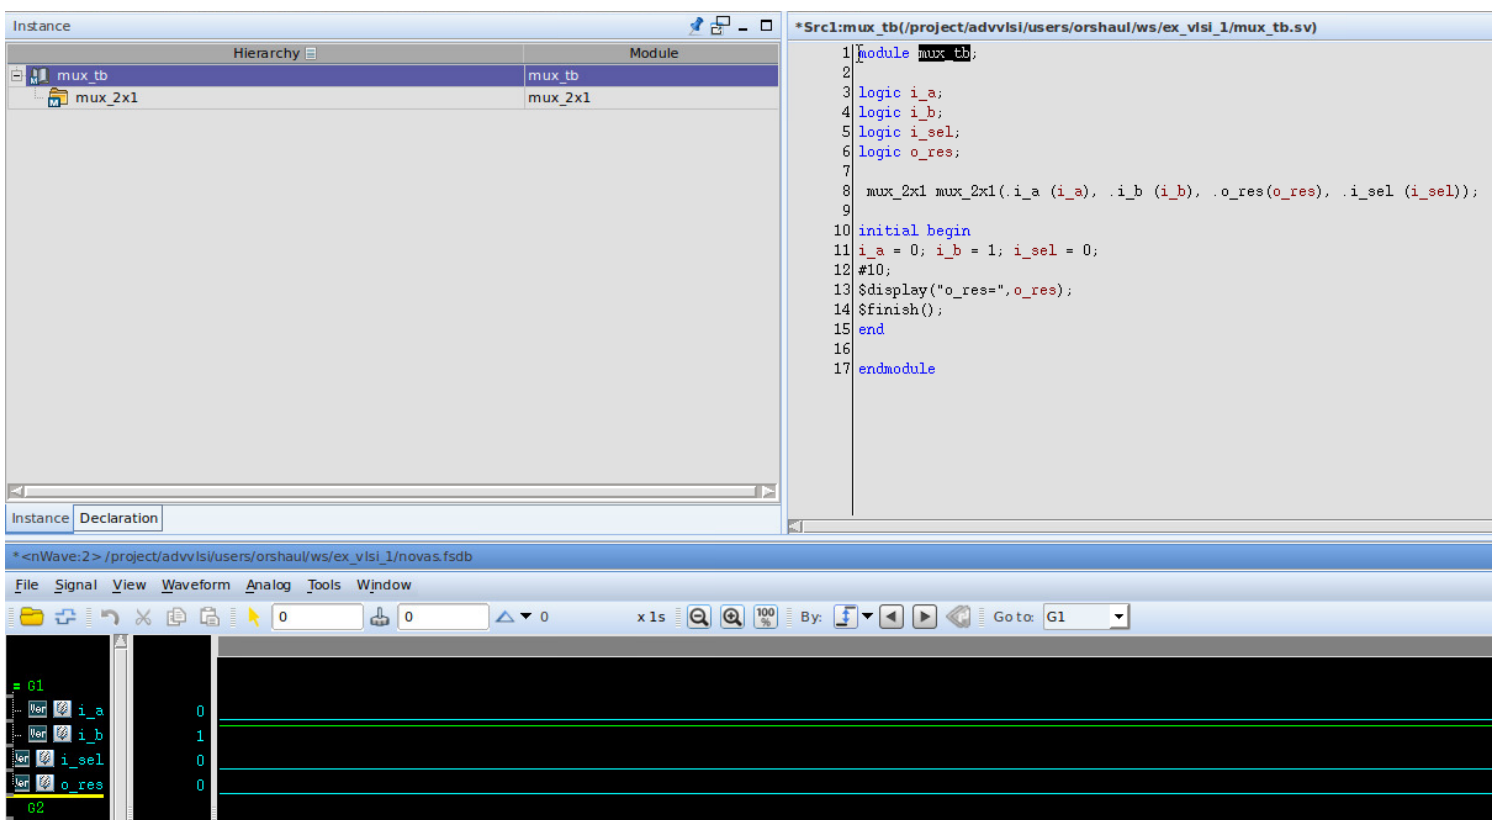 Instance
Hierarchy Module
mux_tb mux_tb
mux_2x1 mux_2x1
Instance Declaration
*Src1:mux_tb(/project/advvlsi/users/orshaul/ws/ex_vlsi_1/mux_tb.sv)
1 module mux_tb;
2
3 logic i_a;
4 logic i_b;
5 logic i_sel;
6 logic o_res;
7
8 mux_2x1 mux_2x1(.i_a (i_a), .i_b (i_b), .o_res(o_res), .i_sel (i_sel));
9
10 initial begin
11 i_a = 0; i_b = 1; i_sel = 0;
12 #10;
13 $display("o_res=",o_res);
14 $finish();
15 end
16
17 endmodule
*<nWave:2> /project/advvlsi/users/orshaul/ws/ex_vlsi_1/novas.fsdb
File Signal View Waveform Analog Tools Window
0 0 0 x 1s 100 % By: Go to: G1
= G1
i_a 0
i_b 1
i_sel 0
o_res 0
G2